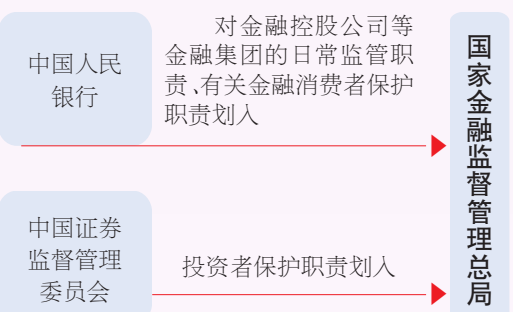 中国人民
银行
对金融控股公司等
金融集团的日常监管职
责、有关金融消费者保护
职责划入
中国证券
监督管理
委员会
投资者保护职责划入
国家金融监督管理总局